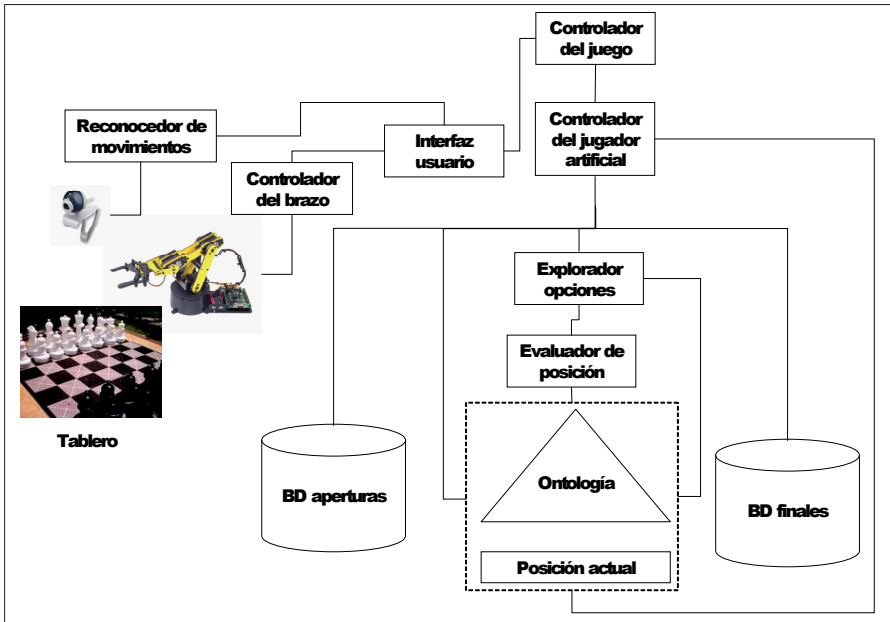 Controlador
del juego
Reconocedor de
movimientos
Interfaz
usuario
Controlador
del jugador
artificial
Controlador
del brazo
Explorador
opciones
Evaluador de
posición
Tablero
BD aperturas
Ontología
BD finales
Posición actual